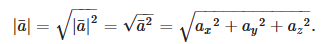 |ā| = √|ā|² = √ā² = √aₓ² + a_y² + a_z².